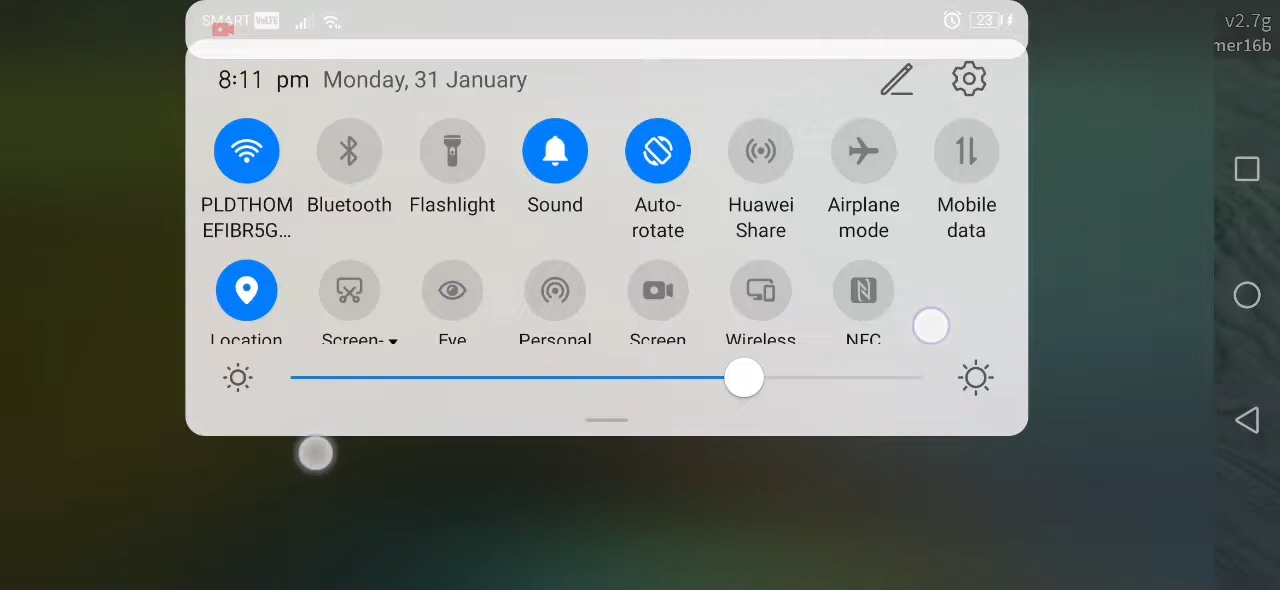 SMART VoLTE
23
v2.7g
mer16b
8:11 pm Monday, 31 January
PLDTHOM
EFIBR5G...
Bluetooth
Flashlight
Sound
Auto-
rotate
Huawei
Share
Airplane
mode
Mobile
data
Location
Screen-
Eye
Personal
Screen
Wireless
NFC